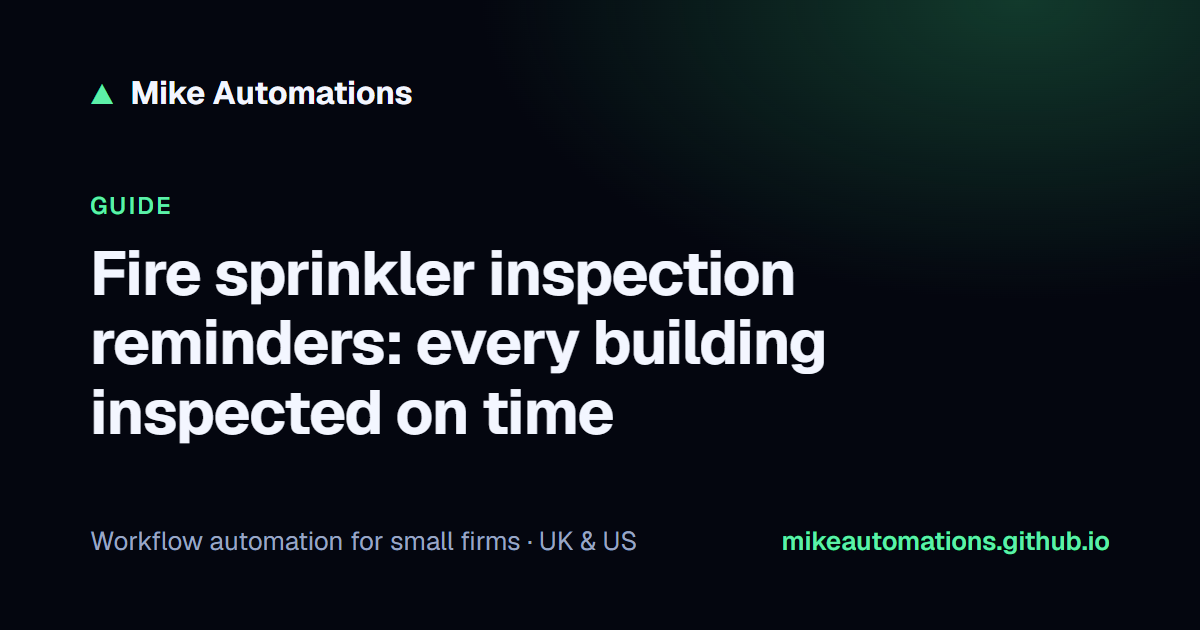 Mike Automations
GUIDE
Fire sprinkler inspection
reminders: every building
inspected on time
Workflow automation for small firms · UK & US
mikeautomations.github.io